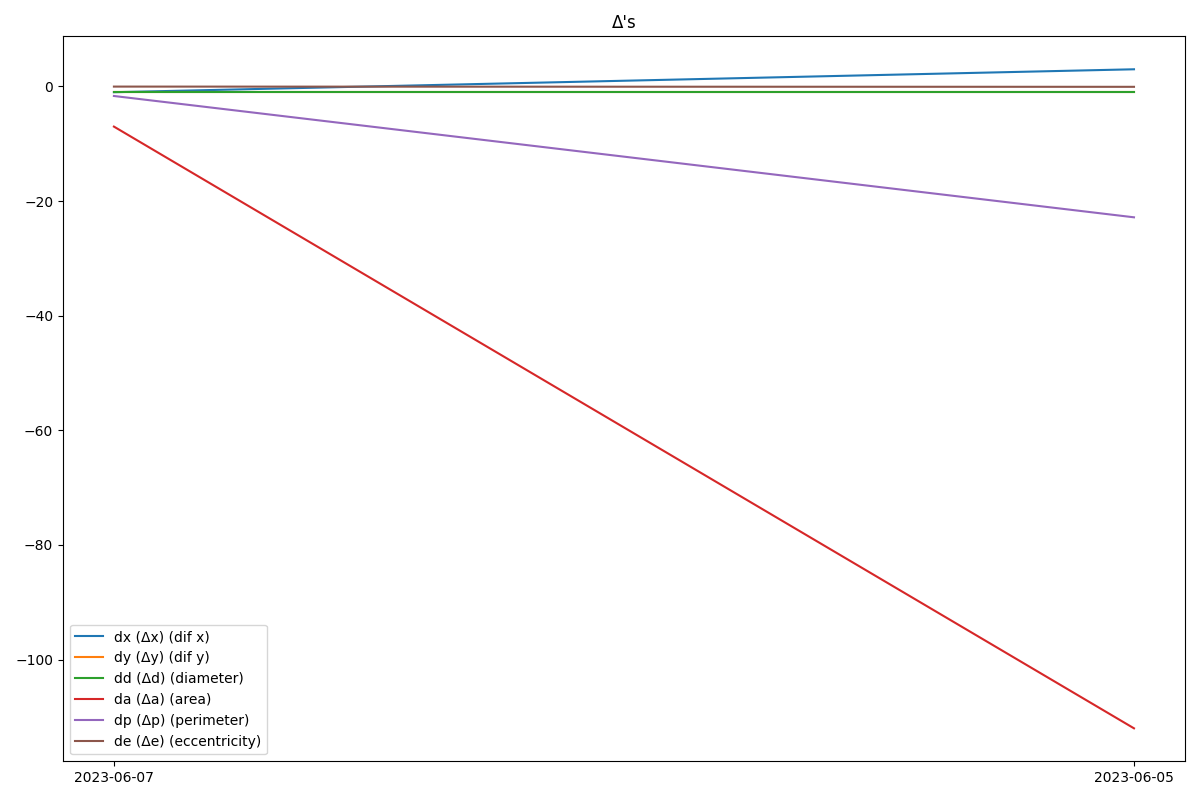 Δ's
0
−20
−40
−60
−80
−100
dx (Δx) (dif x)
dy (Δy) (dif y)
dd (Δd) (diameter)
da (Δa) (area)
dp (Δp) (perimeter)
de (Δe) (eccentricity)
2023-06-07
2023-06-05